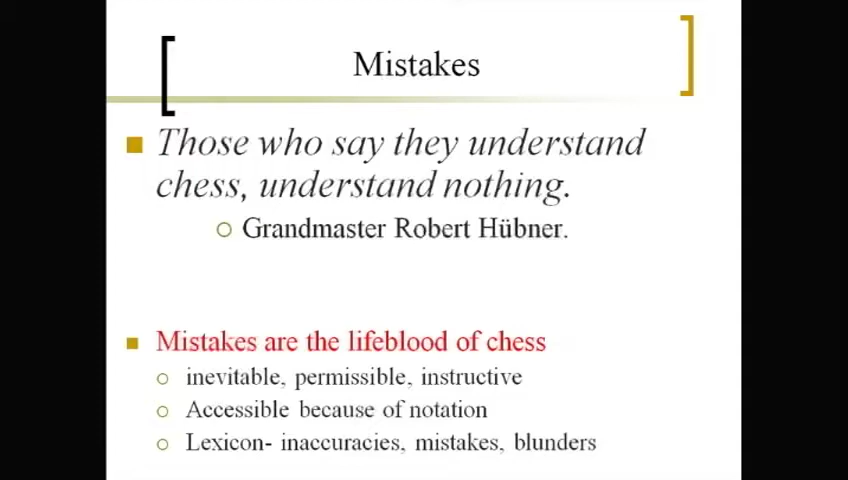 Mistakes
Those who say they understand
chess, understand nothing.
Grandmaster Robert Hübner.
Mistakes are the lifeblood of chess
inevitable, permissible, instructive
Accessible because of notation
Lexicon- inaccuracies, mistakes, blunders